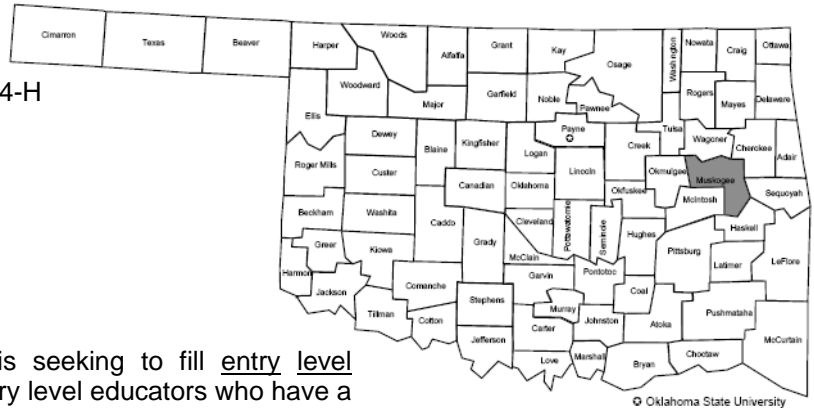 Cimarron
Texas
Beaver
Harper
Woods
Alfalfa
Grant
Kay
Osage
Washington
Nowata
Craig
Ottawa
4-H
Woodward
Major
Garfield
Noble
Pawnee
Rogers
Mayes
Delaware
Ellis
Dewey
Blaine
Kingfisher
Logan
Payne
Creek
Tulsa
Wagoner
Cherokee
Adair
Roger Mills
Custer
Canadian
Oklahoma
Lincoln
Okfuskee
Okmulgee
Muskogee
McIntosh
Sequoyah
Beckham
Washita
Caddo
Grady
Cleveland
Pottawatomie
Seminole
Hughes
Pittsburg
Haskell
Latimer
LeFlore
Greer
Kiowa
McClain
Garvin
Pontotoc
Coal
Harmon
Jackson
Comanche
Stephens
Murray
Johnston
Atoka
Pushmataha
McCurtain
Tillman
Cotton
Jefferson
Carter
Love
Marshall
Bryan
Choctaw
is seeking to fill entry level
ry level educators who have a
Oklahoma State University